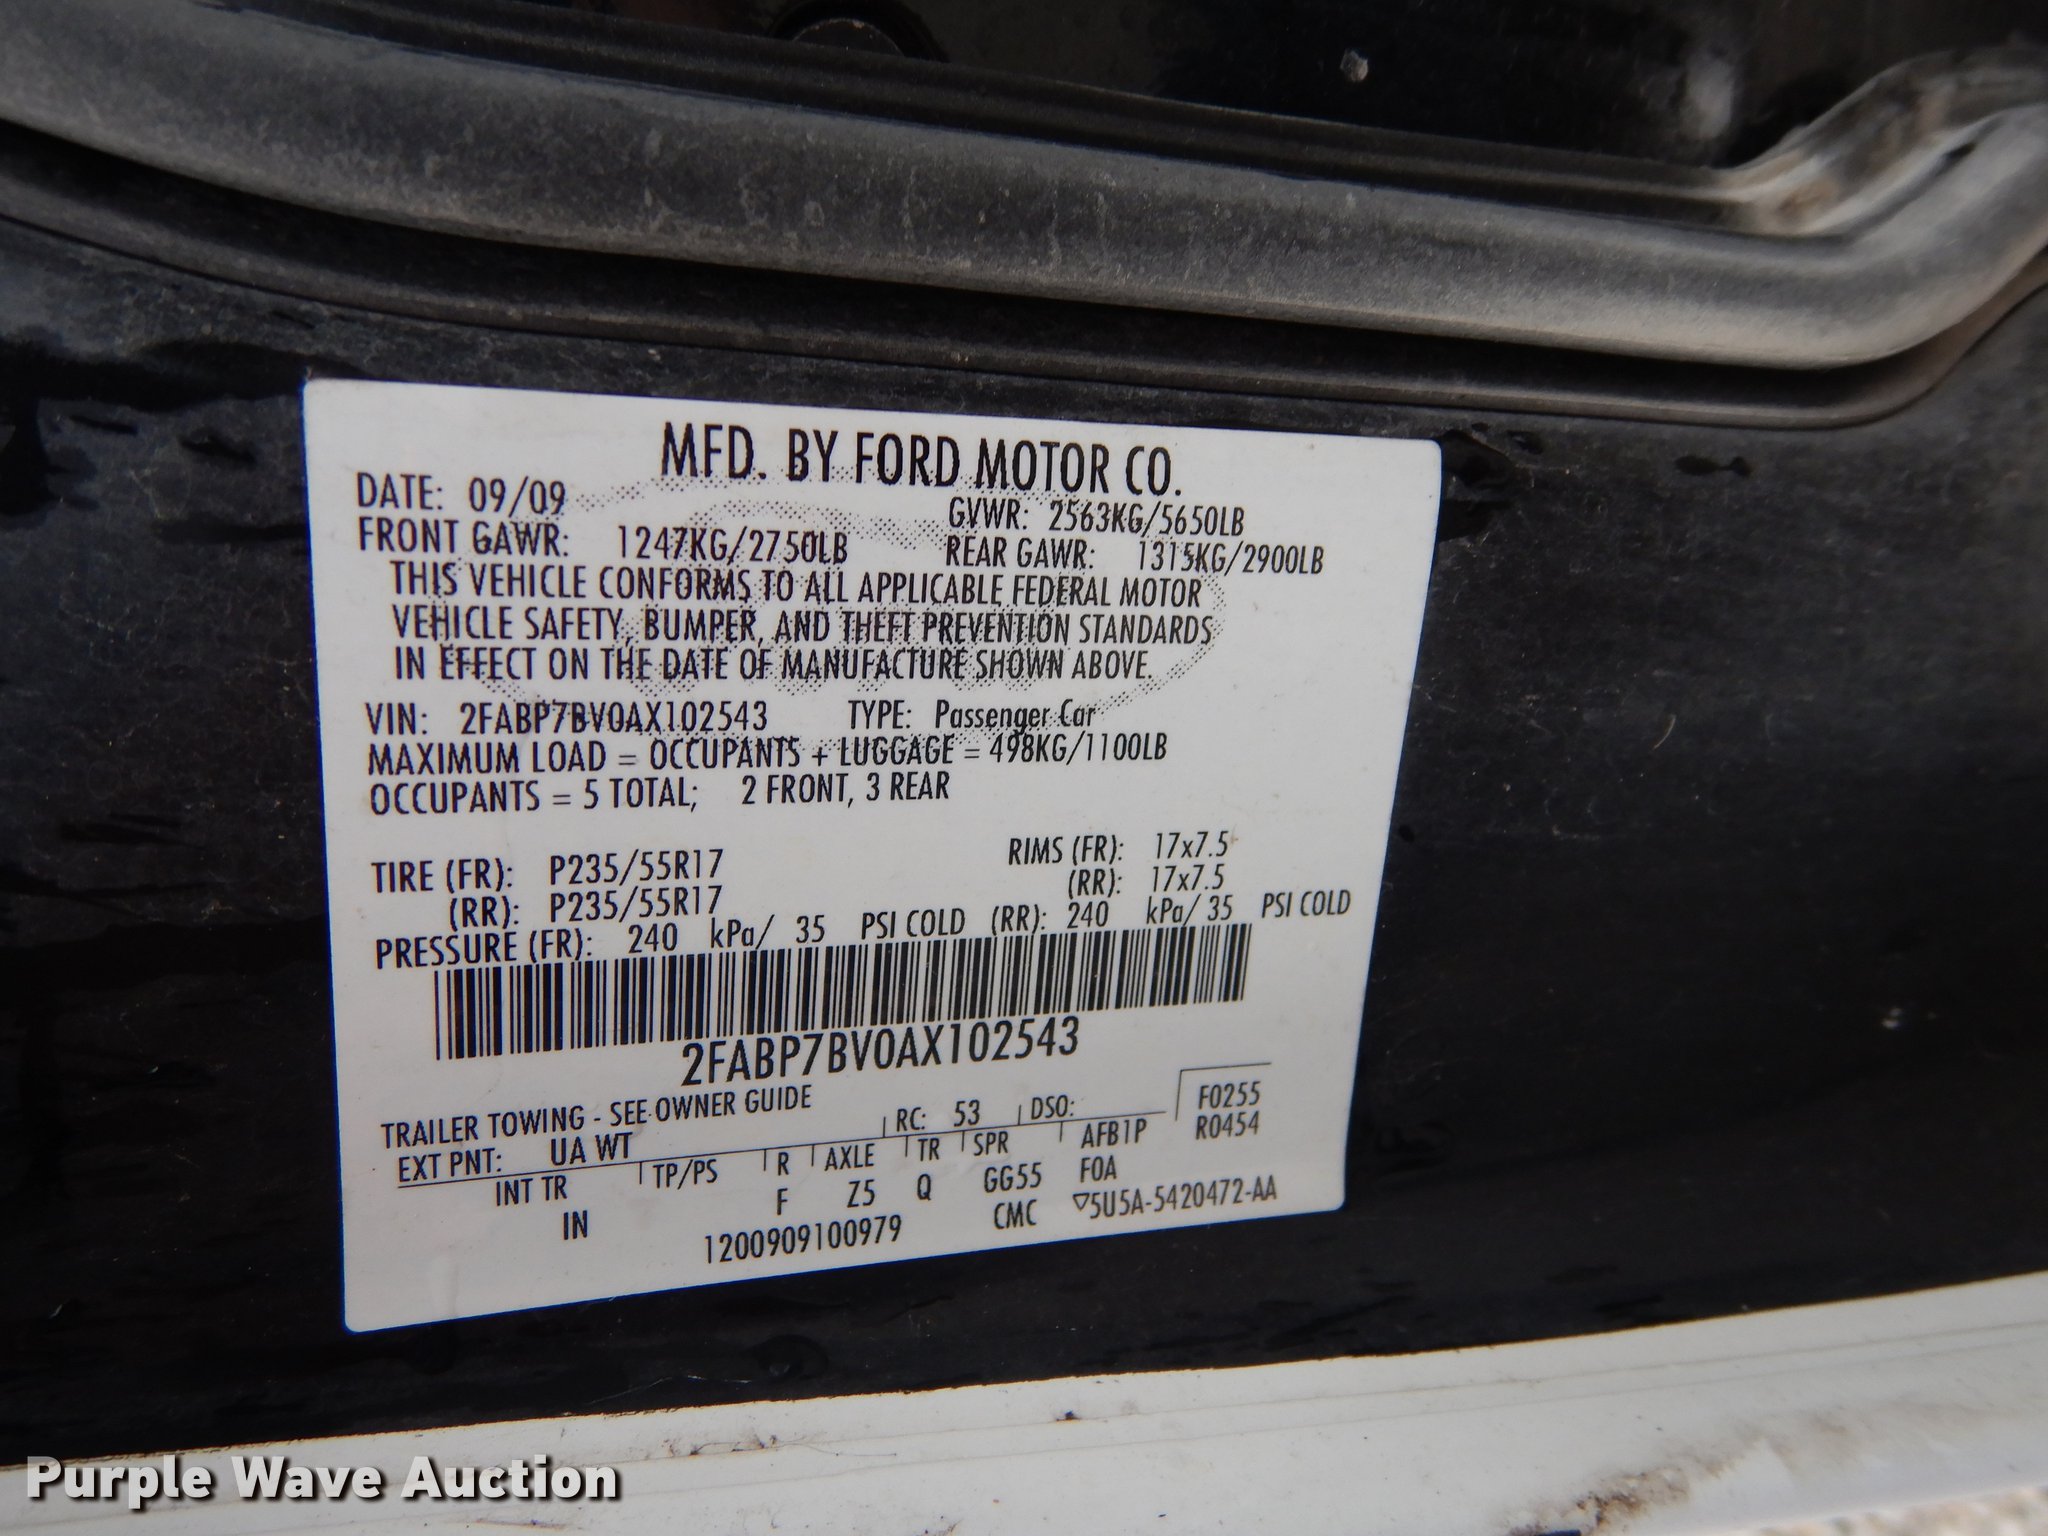 MFD. BY FORD MOTOR CO.
DATE: 09/09 GVWR: 2563KG/5650LB
FRONT GAWR: 1247KG/2750LB REAR GAWR: 1315KG/2900LB
THIS VEHICLE CONFORMS TO ALL APPLICABLE FEDERAL MOTOR
VEHICLE SAFETY, BUMPER, AND THEFT PREVENTION STANDARDS
IN EFFECT ON THE DATE OF MANUFACTURE SHOWN ABOVE.
VIN: 2FABP7BV0AX102543 TYPE: Passenger Car
MAXIMUM LOAD = OCCUPANTS + LUGGAGE = 498KG/1100LB
OCCUPANTS = 5 TOTAL; 2 FRONT, 3 REAR
TIRE (FR): P235/55R17 RIMS (FR): 17x7.5
(RR): P235/55R17 (RR): 17x7.5
PRESSURE (FR): 240 kPa/ 35 PSI COLD (RR): 240 kPa/ 35 PSI COLD
2FABP7BV0AX102543
TRAILER TOWING - SEE OWNER GUIDE
EXT PNT: UA WT RC: 53 DSO: F0255
INT TR TP/PS R AXLE TR SPR AFB1P R0454
IN F Z5 Q GG55 F0A
1200909100979 CMC ▽5U5A-5420472-AA
Purple Wave Auction